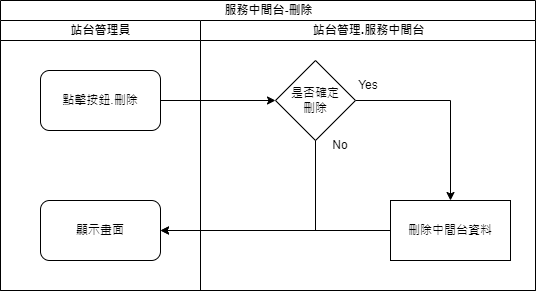 服務中間台-刪除
站台管理員
站台管理.服務中間台
點擊按鈕.刪除
是否確定
刪除
Yes
No
顯示畫面
刪除中間台資料